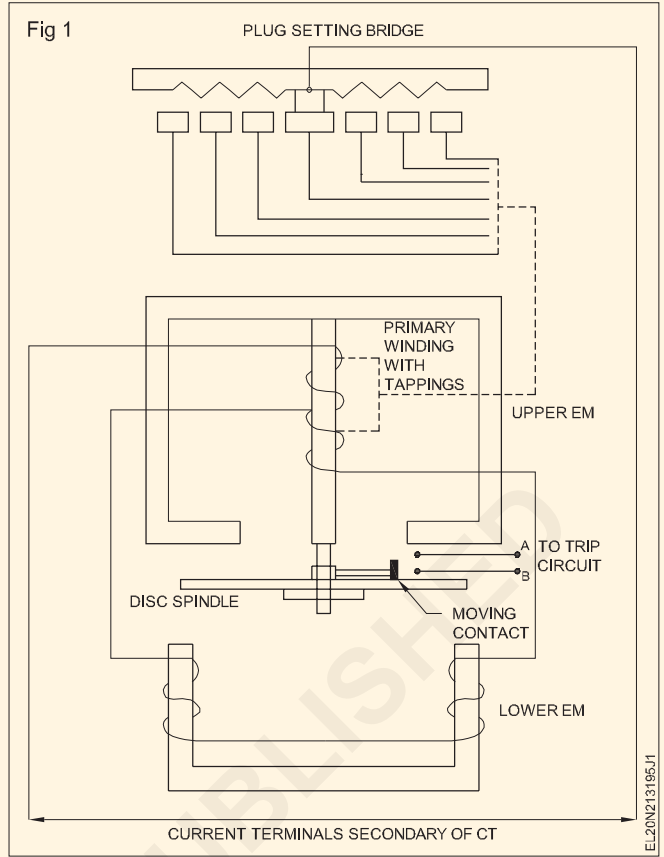 Fig 1
PLUG SETTING BRIDGE
PRIMARY
WINDING
WITH
TAPPINGS
UPPER EM
A TO TRIP
CIRCUIT
B
DISC SPINDLE
MOVING
CONTACT
LOWER EM
CURRENT TERMINALS SECONDARY OF CT
EL20N213195J1